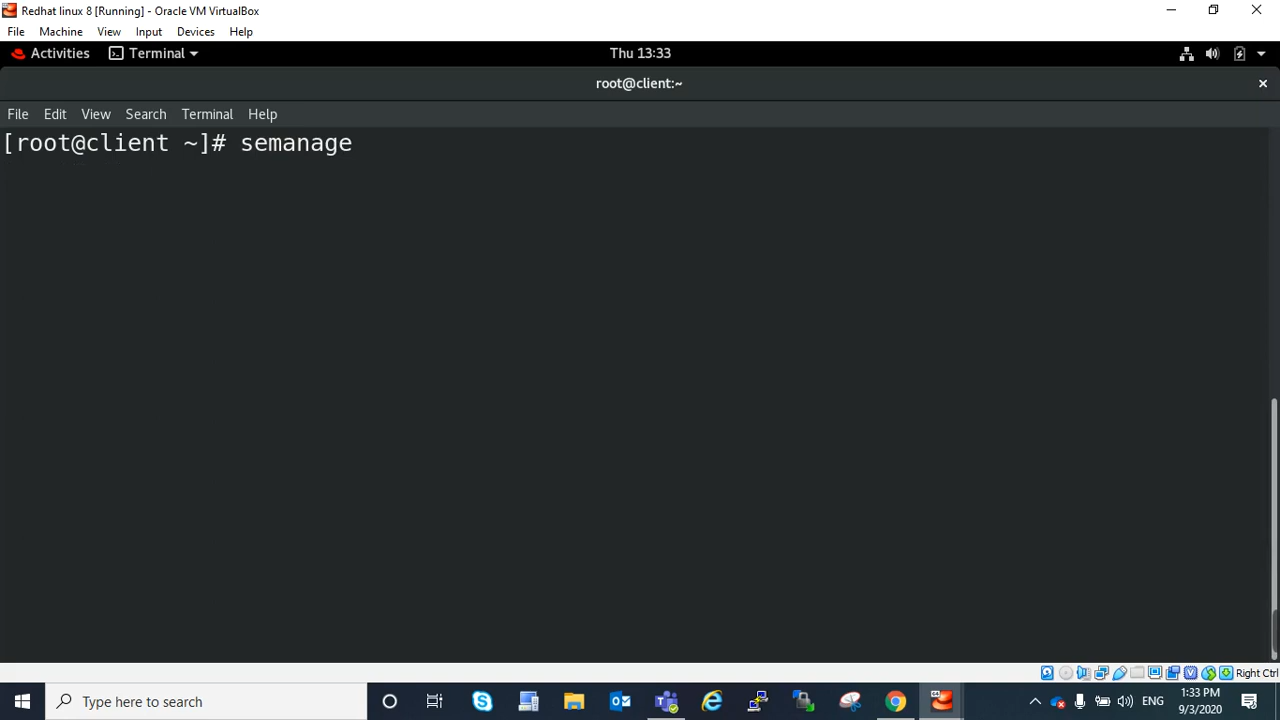 Redhat linux 8 [Running] - Oracle VM VirtualBox
File Machine View Input Devices Help
Activities Terminal Thu 13:33
root@client:~
File Edit View Search Terminal Help
[root@client ~]# semanage
Right Ctrl
Type here to search
ENG
1:33 PM
9/3/2020